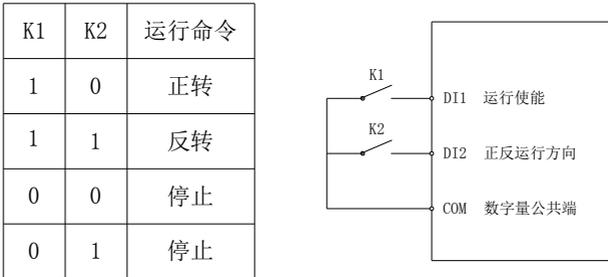 K1 K2 运行命令
1 0 正转
1 1 反转
0 0 停止
0 1 停止
K1
DI1 运行使能
K2
DI2 正反运行方向
COM 数字量公共端